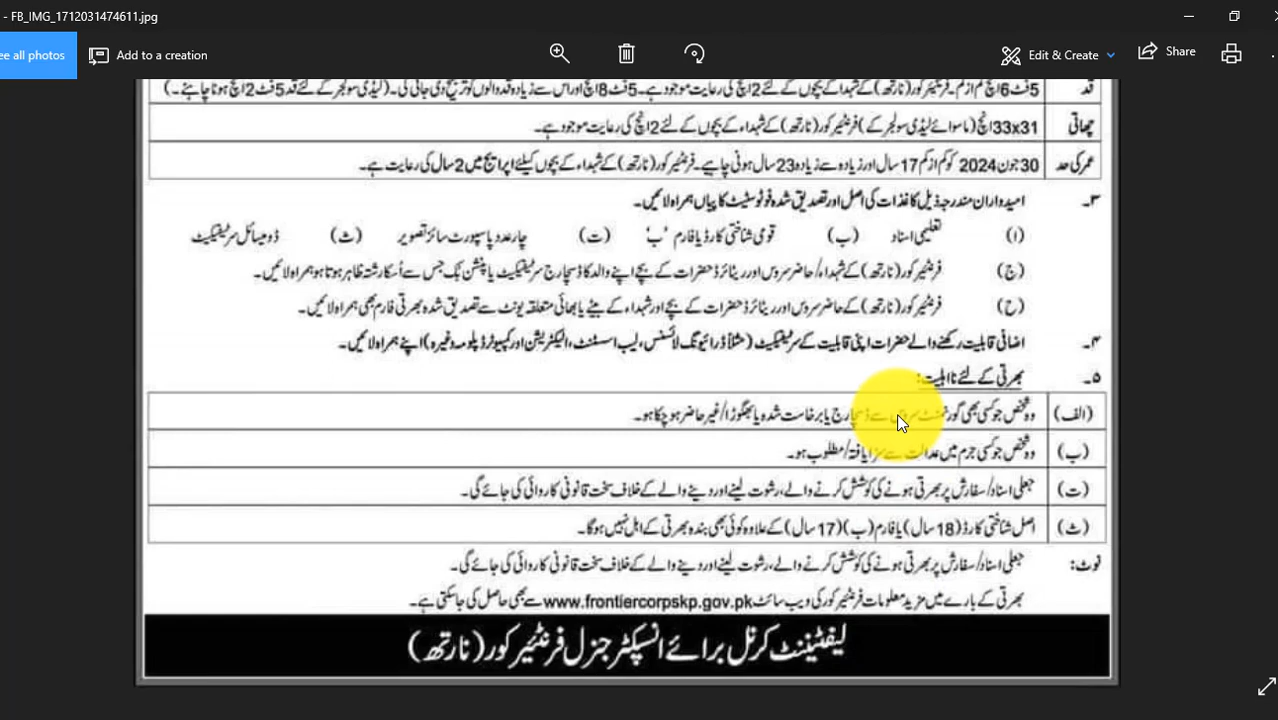 - FB_IMG_1712031474611.jpg
ee all photos
Add to a creation
Edit & Create
Share
قد
5فٹ6 انچ کم از کم۔ فرنٹیئر کور (نارتھ) کے شہداء کے بچوں کے لئے 2 انچ کی رعایت موجود ہے۔ 5فٹ 8 انچ اور اس سے زیادہ قد والوں کو ترجیح دی جائی گی۔ (لیڈی سولجر کے لئے قد 5فٹ 2 انچ ہونا چاہئے۔)
چھاتی
33x31 انچ (ماسوائے لیڈی سولجر کے) فرنٹیئر کور (نارتھ) کے شہداء کے بچوں کے لئے 2 انچ کی رعایت موجود ہے۔
عمر کی حد
30 جون 2024 کو کم از کم 17 سال اور زیادہ سے زیادہ 23 سال ہونی چاہیے۔ فرنٹیئر کور (نارتھ) کے شہداء کے بچوں کیلئے اپر ایج میں 2 سال کی رعایت ہے۔
۳۔ امیدواران مندرجہ ذیل کاغذات کی اصل اور تصدیق شدہ فوٹوسٹیٹ کاپیاں ہمراہ لائیں۔
(ا) تعلیمی اسناد (ب) قومی شناختی کارڈ یا فارم 'ب' (ت) چار عدد پاسپورٹ سائز تصویر (ث) ڈومیسائل سرٹیفکیٹ
(ج) فرنٹیئر کور (نارتھ) کے شہداء/حاضر سروس اور ریٹائرڈ حضرات کے بچے اپنے والد کا ڈسچارج سرٹیفکیٹ یا پنشن بُک جس سے اُسکا رشتہ ظاہر ہوتا ہو ہمراہ لائیں۔
(ح) فرنٹیئر کور (نارتھ) کے حاضر سروس اور ریٹائرڈ حضرات کے بچے اور شہداء کے بیٹے یا بھائی متعلقہ یونٹ سے تصدیق شدہ بھرتی فارم بھی ہمراہ لائیں۔
۴۔ اضافی قابلیت رکھنے والے حضرات اپنی قابلیت کے سرٹیفکیٹ (مثلاً ڈرائیونگ لائسنس، لیب اسسٹنٹ، الیکٹریشن اور کمپیوٹر ڈپلومہ وغیرہ) اپنے ہمراہ لائیں۔
۵۔ بھرتی کے لئے نااہلیت:
(الف) وہ شخص جو کسی بھی گورنمنٹ سروس سے ڈسچارج یا برخاست شدہ یا بھگوڑا/غیر حاضر ہو چکا ہو۔
(ب) وہ شخص جو کسی جرم میں عدالت سے سزا یافتہ/مطلوب ہو۔
(ت) جعلی اسناد/سفارش پر بھرتی ہونے کی کوشش کرنے والے، رشوت لینے اور دینے والے کے خلاف سخت قانونی کاروائی کی جائے گی۔
(ث) اصل شناختی کارڈ (18 سال) یا فارم (ب) (17 سال) کے علاوہ کوئی بھی بندہ بھرتی کے اہل نہیں ہوگا۔
نوٹ: جعلی اسناد/سفارش پر بھرتی ہونے کی کوشش کرنے والے، رشوت لینے اور دینے والے کے خلاف سخت قانونی کاروائی کی جائے گی۔
بھرتی کے بارے میں مزید معلومات فرنٹیئر کور کی ویب سائٹ www.frontiercorpskp.gov.pk سے بھی حاصل کی جاسکتی ہے۔
لیفٹیننٹ کرنل برائے انسپکٹر جنرل فرنٹیئر کور (نارتھ)